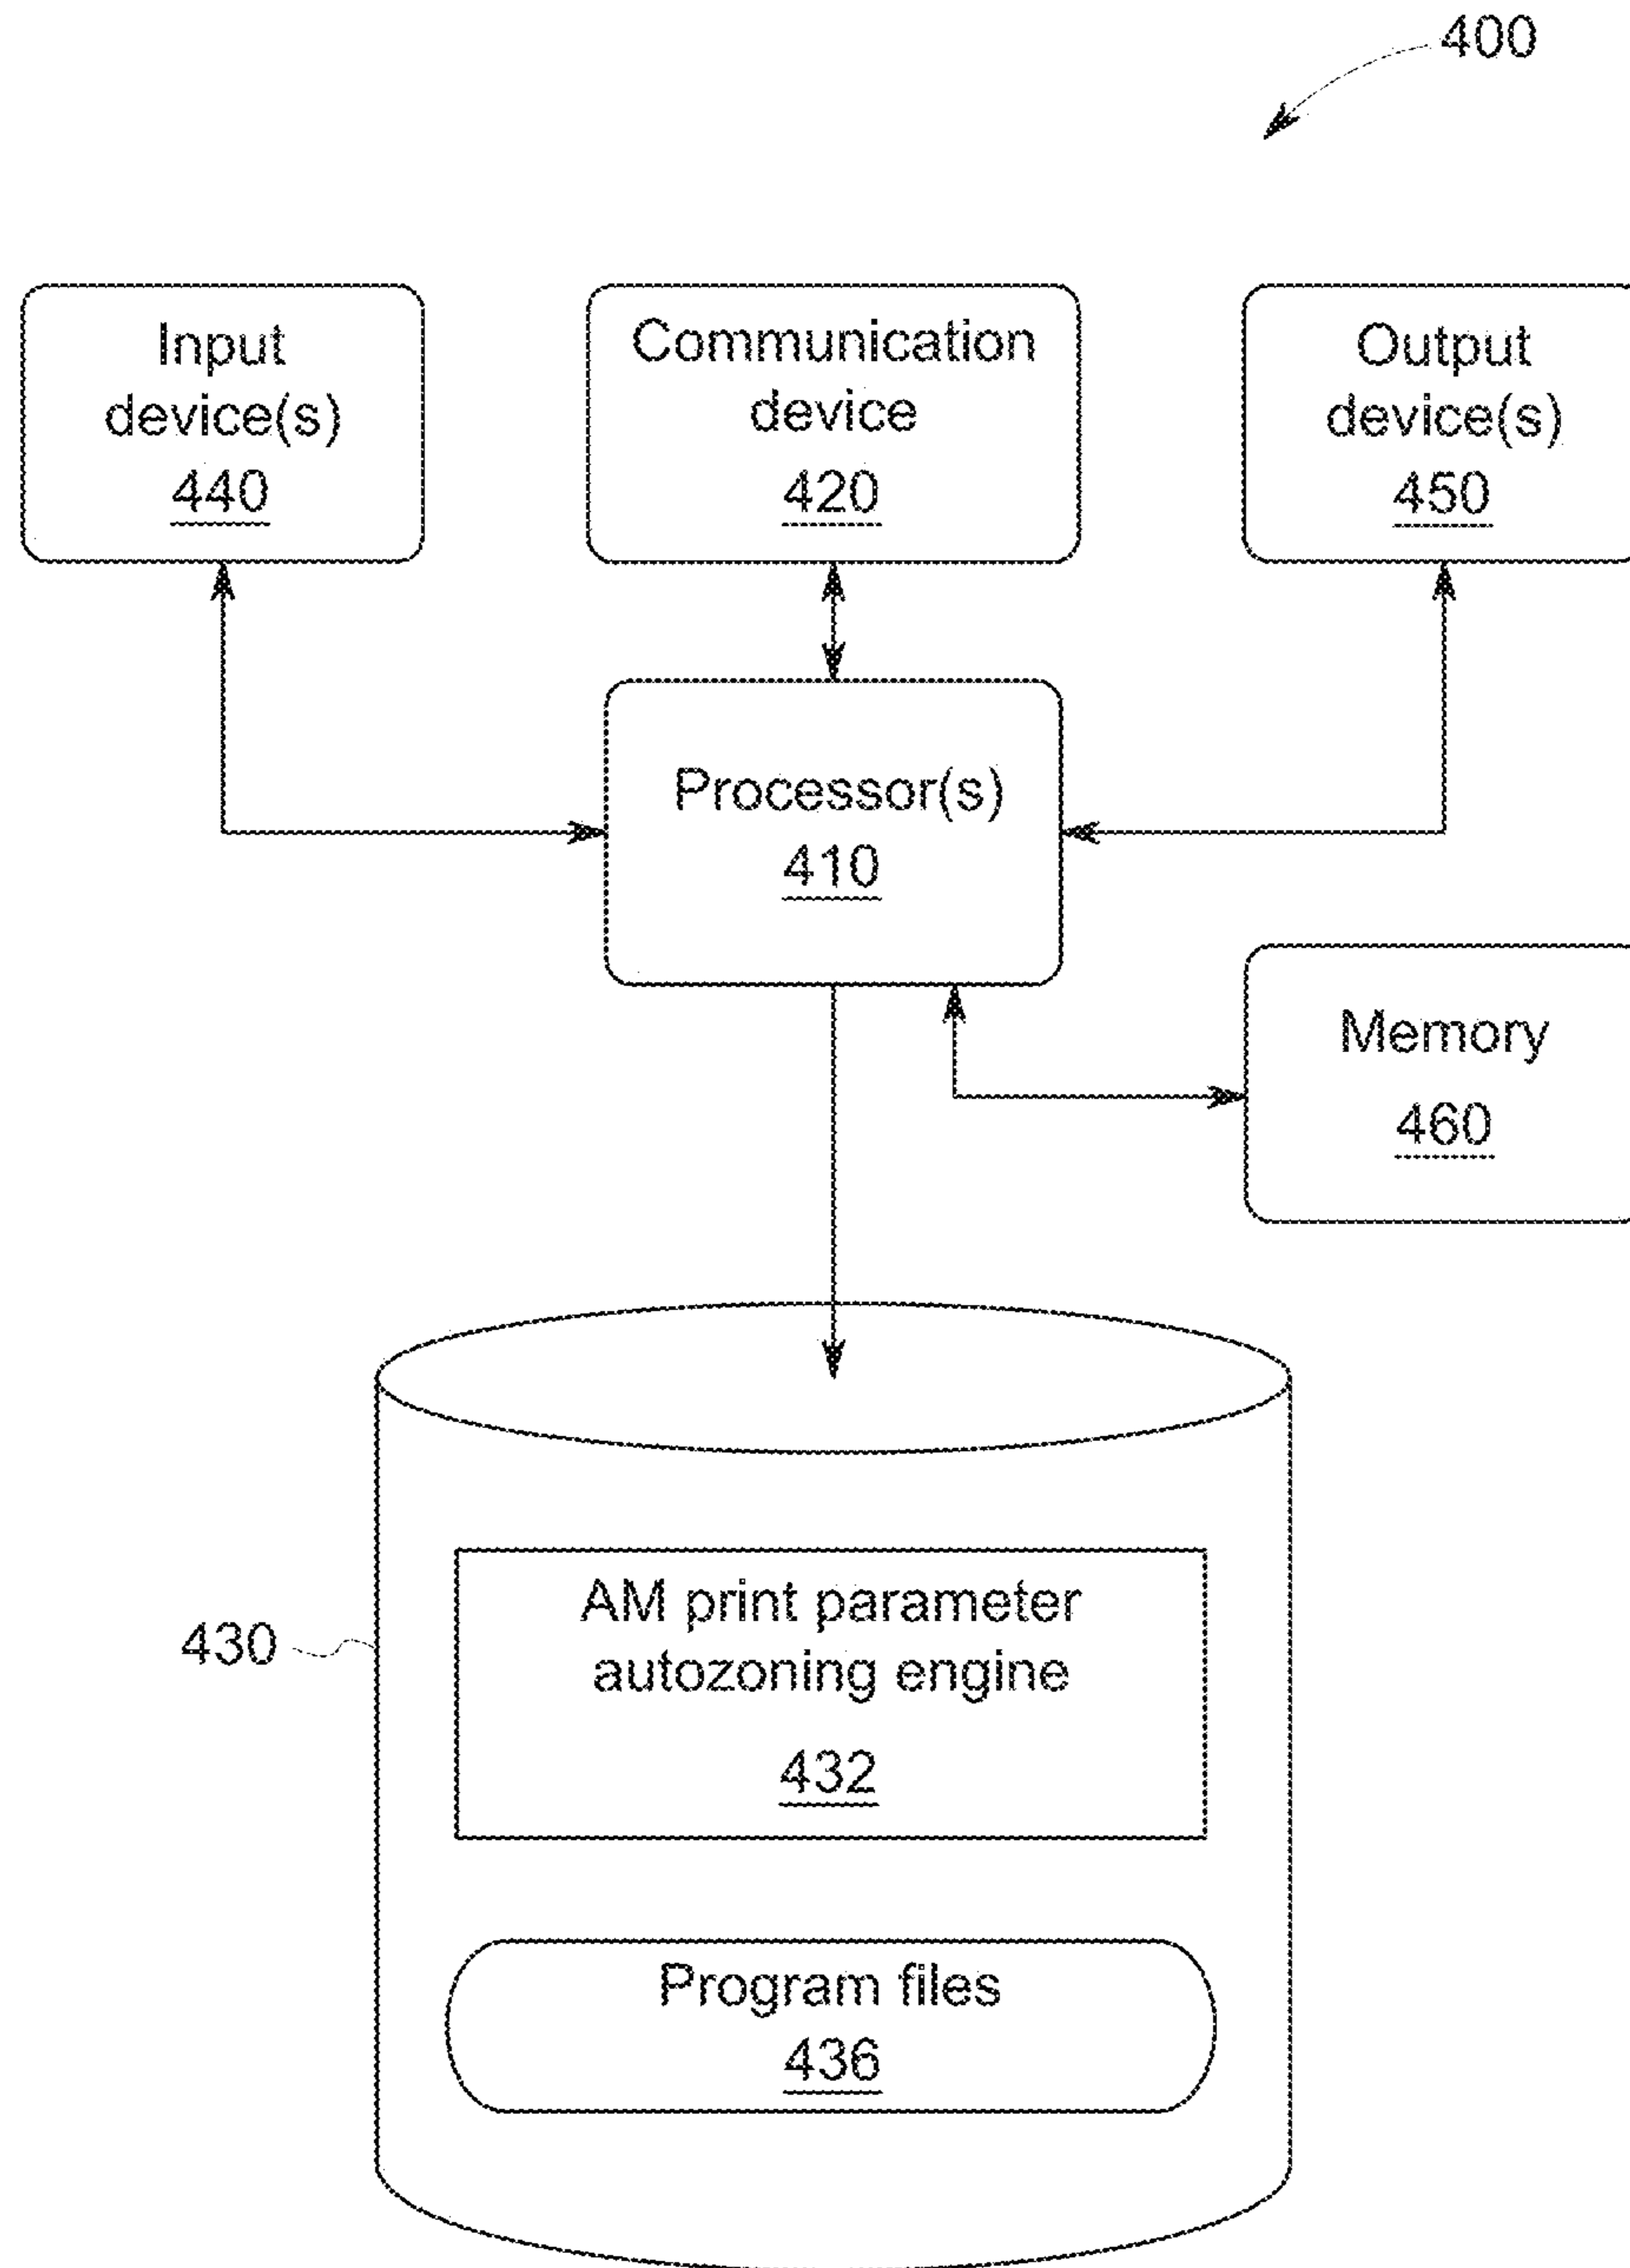 400
Input
device(s)
440
Communication
device
420
Output
device(s)
450
Processor(s)
410
Memory
460
430
AM print parameter
autozoning engine
432
Program files
436